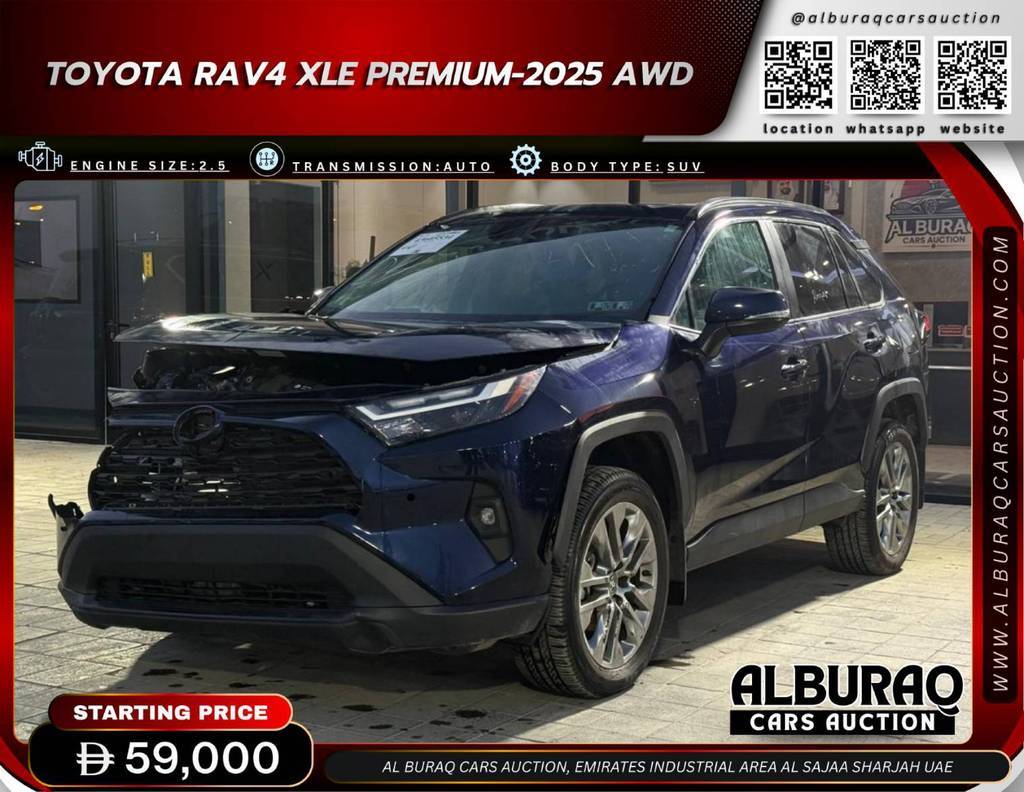 @alburaqcarsauction
TOYOTA RAV4 XLE PREMIUM-2025 AWD
location whatsapp website
ENGINE SIZE:2.5
TRANSMISSION:AUTO
BODY TYPE: SUV
AL BURAQ
CARS AUCTION
WWW.ALBURAQCARSAUCTION.COM
ALBURAQ
CARS AUCTION
STARTING PRICE
59,000
AL BURAQ CARS AUCTION, EMIRATES INDUSTRIAL AREA AL SAJAA SHARJAH UAE